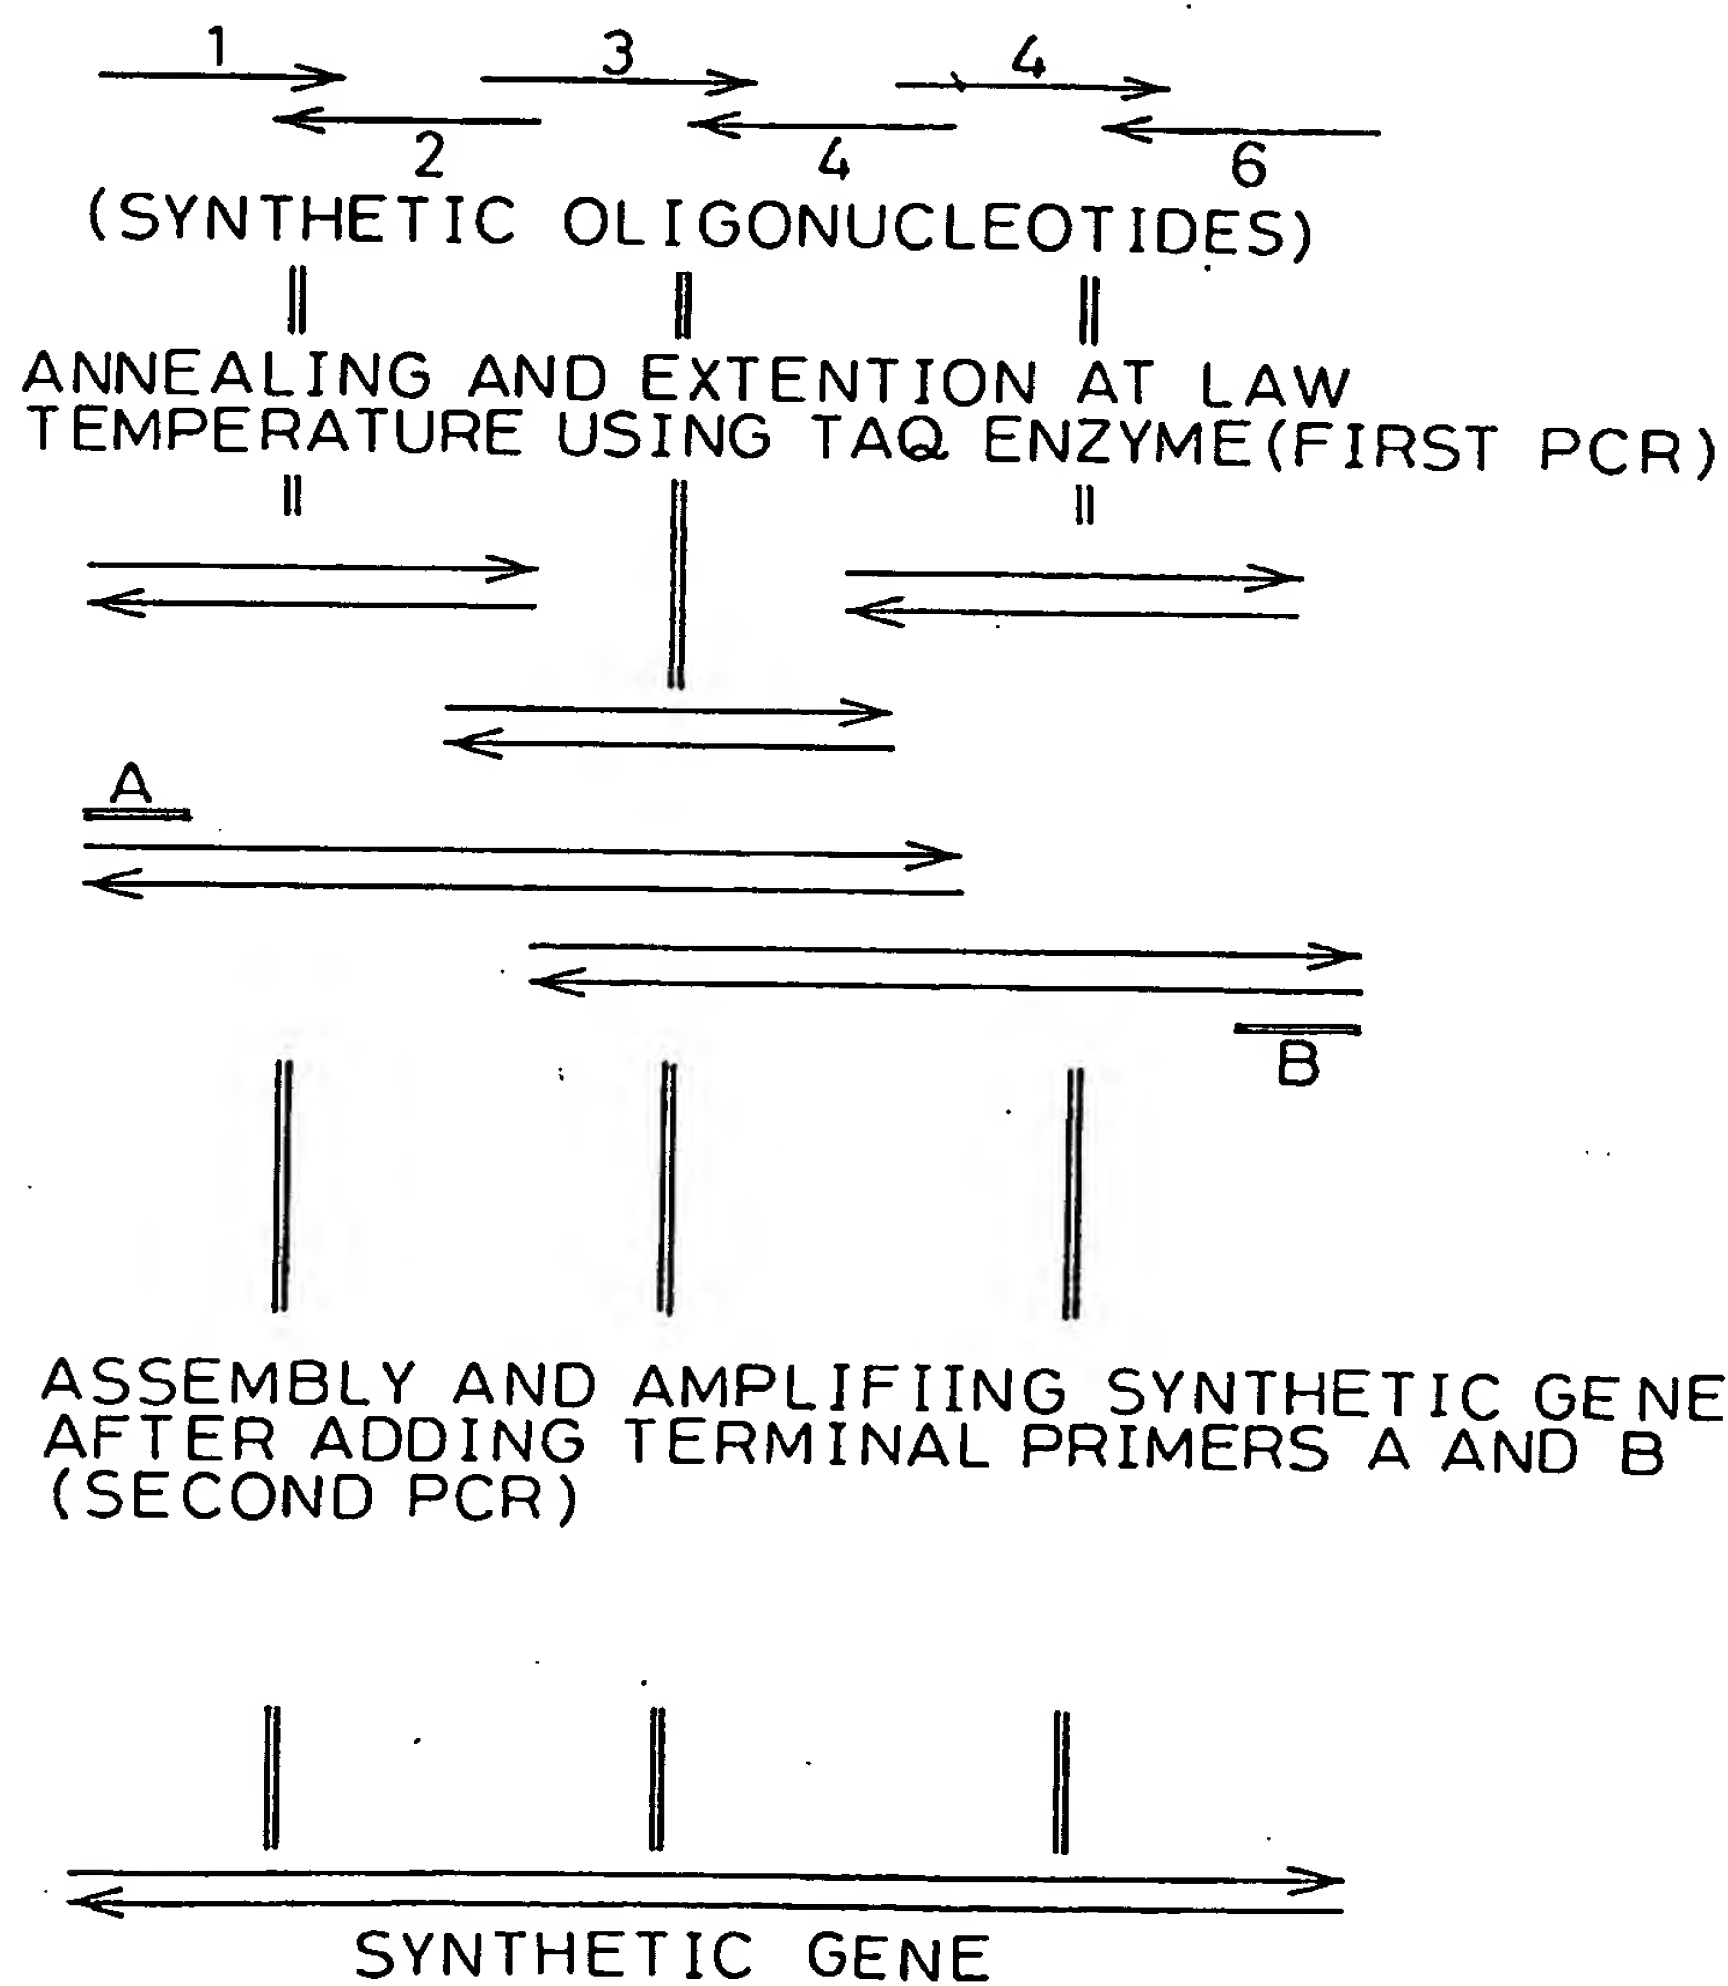 1 3 4
2 4 6
(SYNTHETIC OLIGONUCLEOTIDES)
ANNEALING AND EXTENTION AT LAW
TEMPERATURE USING TAQ ENZYME(FIRST PCR)
A
B
ASSEMBLY AND AMPLIFIING SYNTHETIC GENE
AFTER ADDING TERMINAL PRIMERS A AND B
(SECOND PCR)
SYNTHETIC GENE